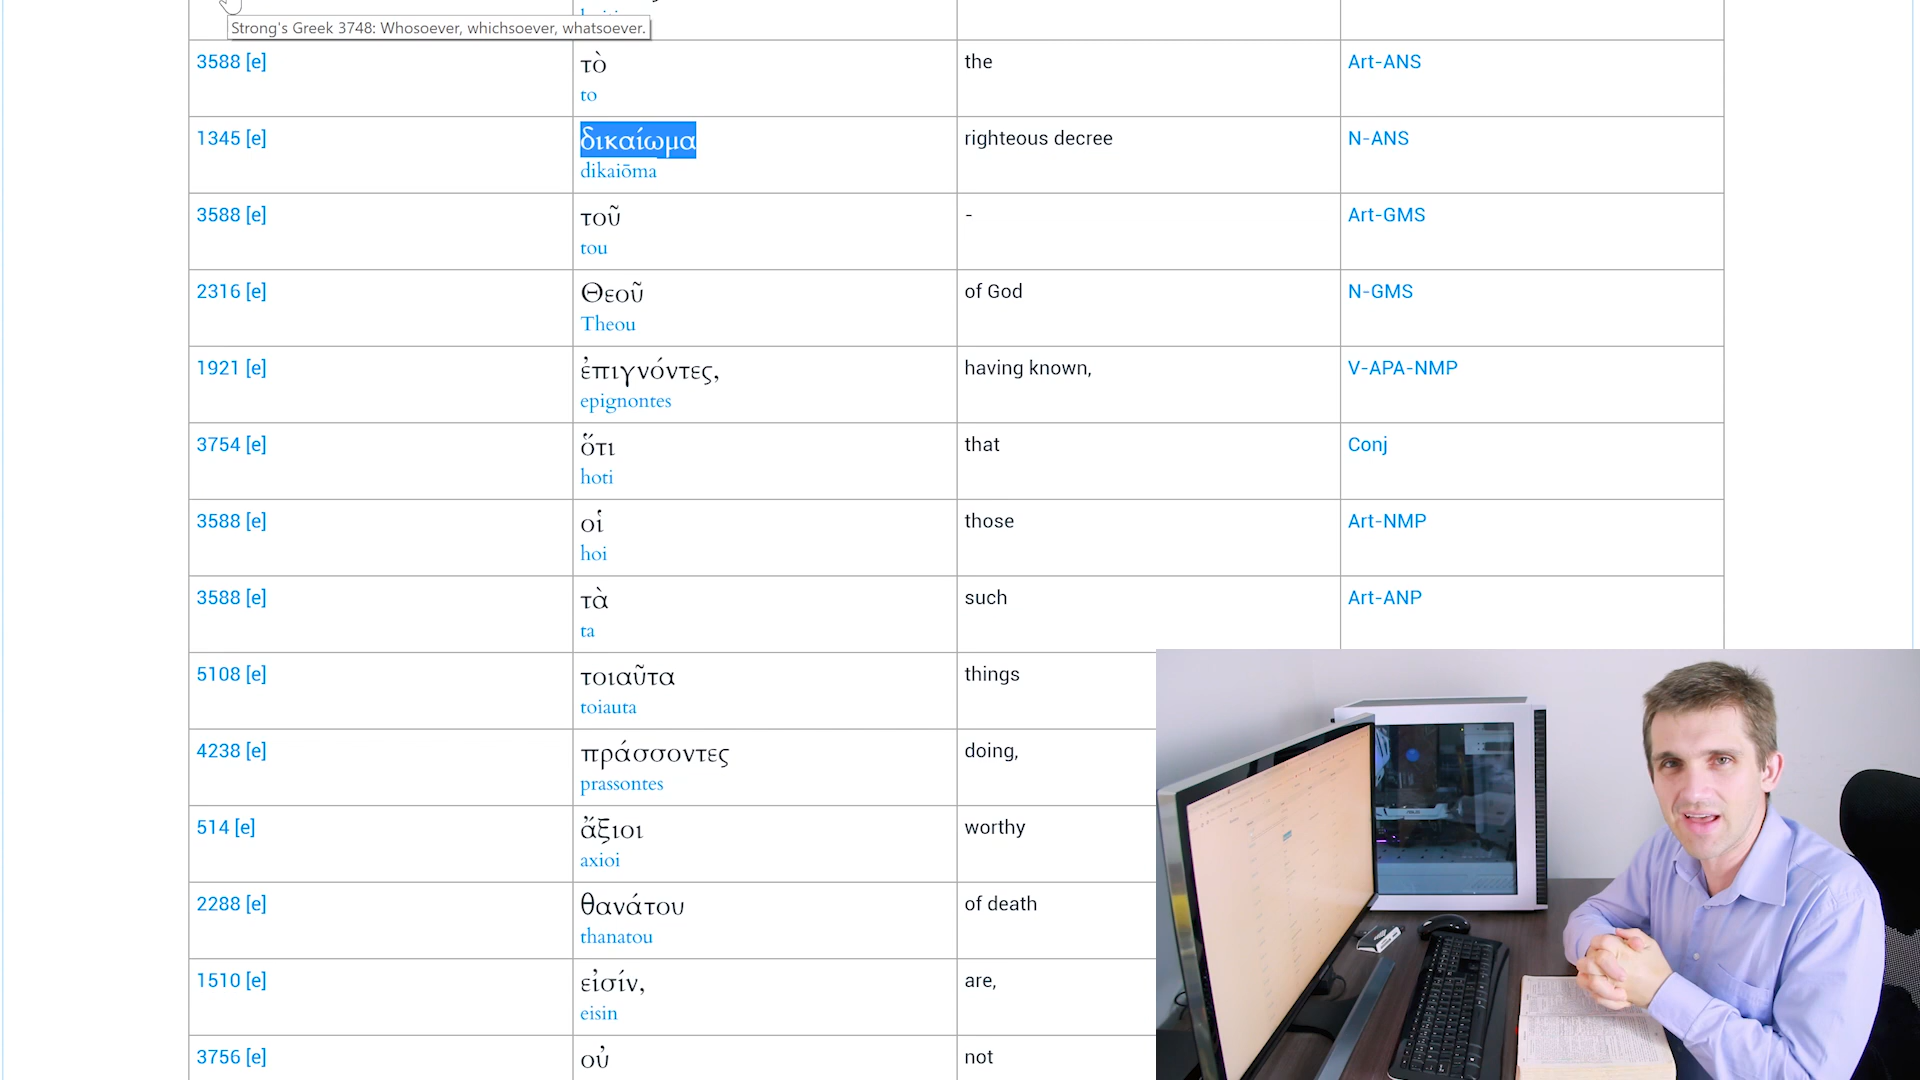 Strong's Greek 3748: Whosoever, whichsoever, whatsoever.
3588 [e] τὸ the Art-ANS
to
1345 [e] δικαίωμα righteous decree N-ANS
dikaiōma
3588 [e] τοῦ - Art-GMS
tou
2316 [e] Θεοῦ of God N-GMS
Theou
1921 [e] ἐπιγνόντες, having known, V-APA-NMP
epignontes
3754 [e] ὅτι that Conj
hoti
3588 [e] οἱ those Art-NMP
hoi
3588 [e] τὰ such Art-ANP
ta
5108 [e] τοιαῦτα things
toiauta
4238 [e] πράσσοντες doing,
prassontes
514 [e] ἄξιοι worthy
axioi
2288 [e] θανάτου of death
thanatou
1510 [e] εἰσίν, are,
eisin
3756 [e] οὐ not